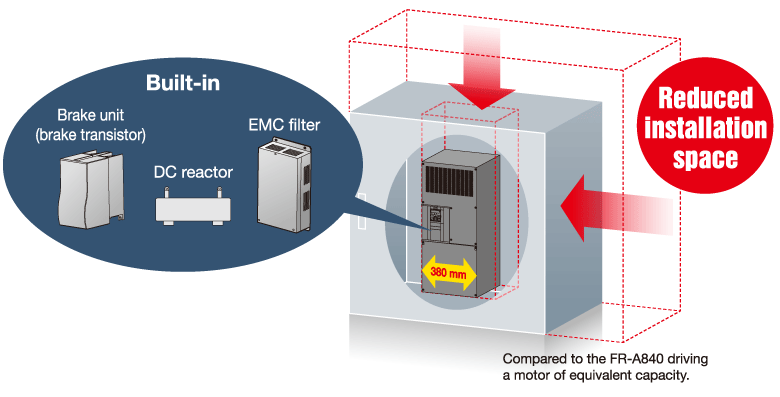 Built-in
Brake unit
(brake transistor)
EMC filter
DC reactor
380 mm
Reduced
installation
space
Compared to the FR-A840 driving
a motor of equivalent capacity.